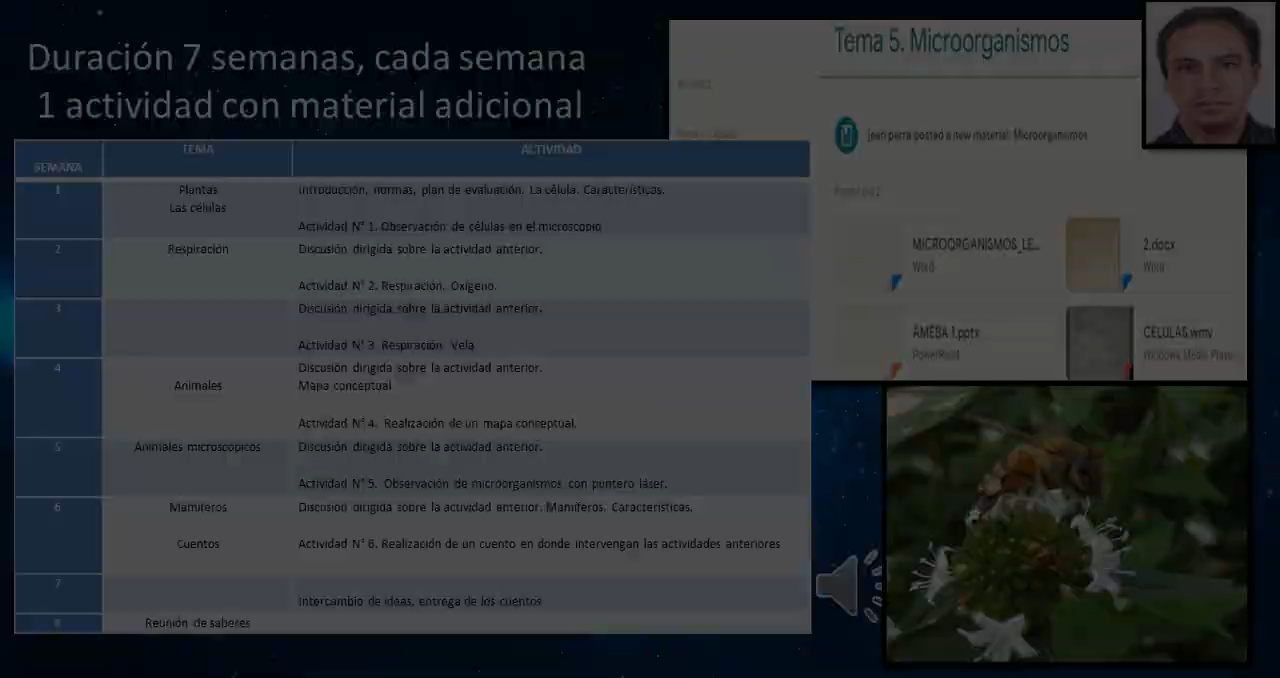 Duración 7 semanas, cada semana
1 actividad con material adicional
SEMANA TEMA ACTIVIDAD
1 Plantas Introducción, normas, plan de evaluación. La célula. Características.
Las células
Actividad N° 1. Observación de células en el microscopio
2 Respiración Discusión dirigida sobre la actividad anterior.
Actividad N° 2. Respiración. Oxígeno.
3 Discusión dirigida sobre la actividad anterior.
Actividad N° 3. Respiración. Vela
4 Discusión dirigida sobre la actividad anterior.
Animales Mapa conceptual
Actividad N° 4. Realización de un mapa conceptual.
5 Animales microscópicos Discusión dirigida sobre la actividad anterior.
Actividad N° 5. Observación de microorganismos con puntero láser.
6 Mamíferos Discusión dirigida sobre la actividad anterior. Mamíferos. Características.
Cuentos Actividad N° 6. Realización de un cuento en donde intervengan las actividades anteriores
7
Intercambio de ideas, entrega de los cuentos
8 Reunión de saberes
Tema 5. Microorganismos
jean parra posted a new material: Microorganismos
MICROORGANISMOS_LE...
Word
2.docx
Word
AMEBA 1.pptx
PowerPoint
CELULAS.wmv
Windows Media Player